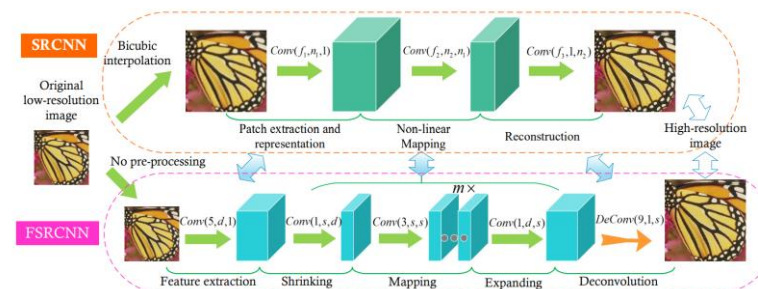 SRCNN
Bicubic
interpolation
Original
low-resolution
image
Conv(f₁,n₁,1)
Conv(f₂,n₂,n₁)
Conv(f₃,1,n₂)
Patch extraction and
representation
Non-linear
Mapping
Reconstruction
High-resolution
image
No pre-processing
m×
FSRCNN
Conv(5,d,1)
Conv(1,s,d)
Conv(3,s,s)
Conv(1,d,s)
DeConv(9,1,s)
Feature extraction
Shrinking
Mapping
Expanding
Deconvolution